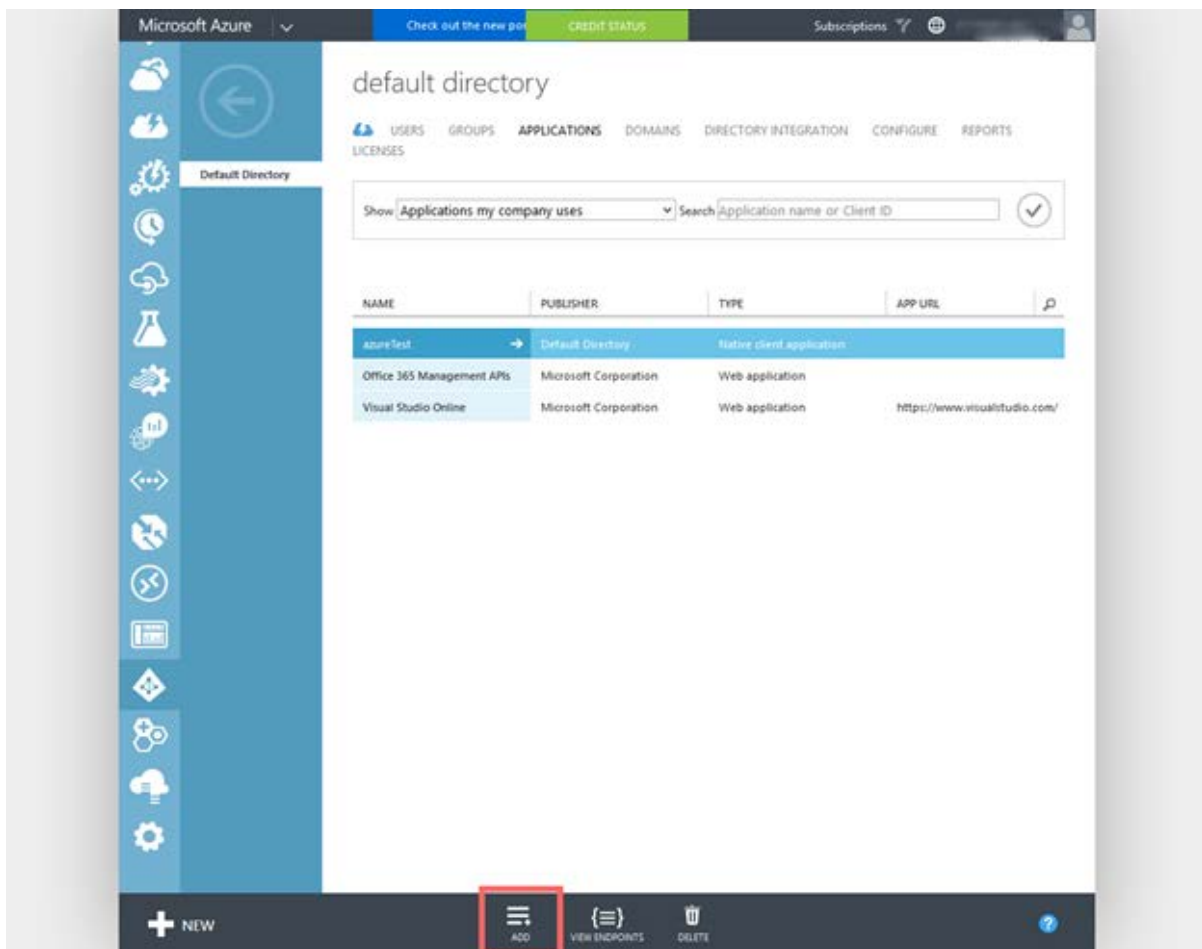 Microsoft Azure
Check out the new por
CREDIT STATUS
Subscriptions
default directory
USERS GROUPS APPLICATIONS DOMAINS DIRECTORY INTEGRATION CONFIGURE REPORTS
LICENSES
Default Directory
Show Applications my company uses Search Application name or Client ID
NAME PUBLISHER TYPE APP URL
azureTest Default Directory Native client application
Office 365 Management APIs Microsoft Corporation Web application
Visual Studio Online Microsoft Corporation Web application https://www.visualstudio.com/
NEW
ADD
VIEW ENDPOINTS
DELETE
?